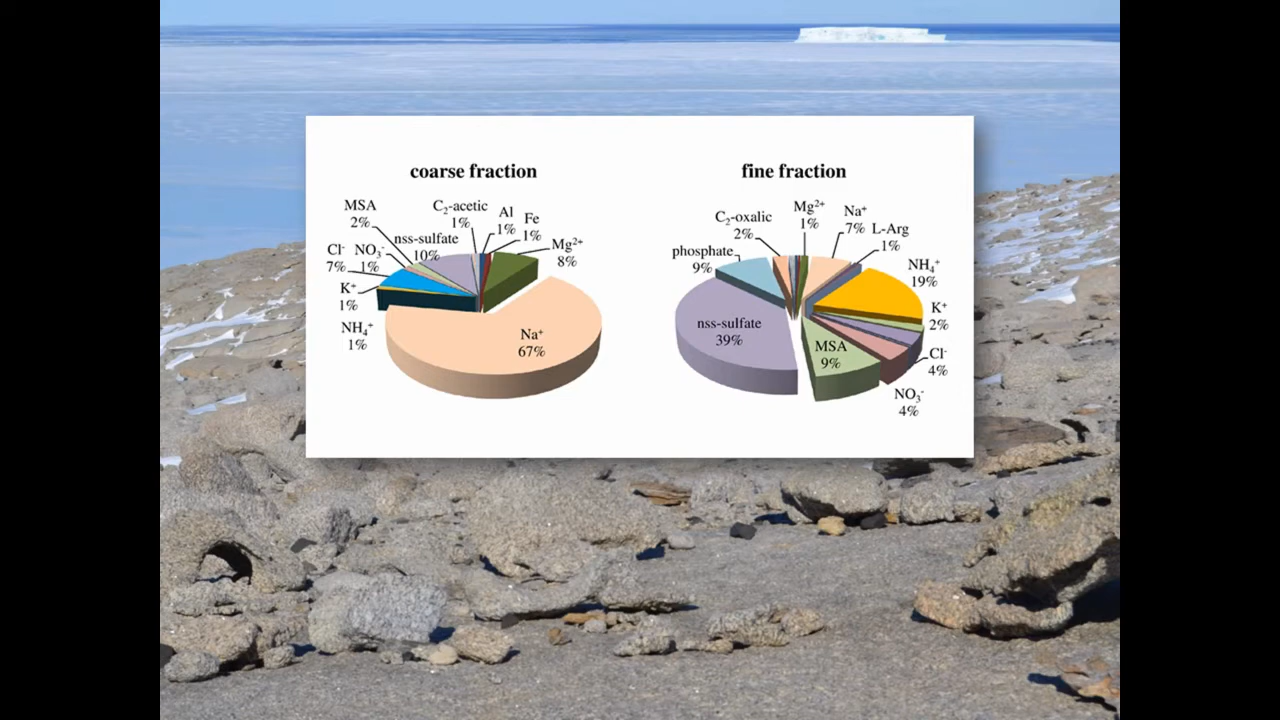 coarse fraction
MSA
2%
C₂-acetic
1%
Al
1%
Fe
1%
Mg²⁺
8%
Cl⁻
7%
NO₃⁻
1%
nss-sulfate
10%
K⁺
1%
NH₄⁺
1%
Na⁺
67%
fine fraction
C₂-oxalic
2%
Mg²⁺
1%
Na⁺
7%
L-Arg
1%
phosphate
9%
NH₄⁺
19%
K⁺
2%
nss-sulfate
39%
MSA
9%
Cl⁻
4%
NO₃⁻
4%